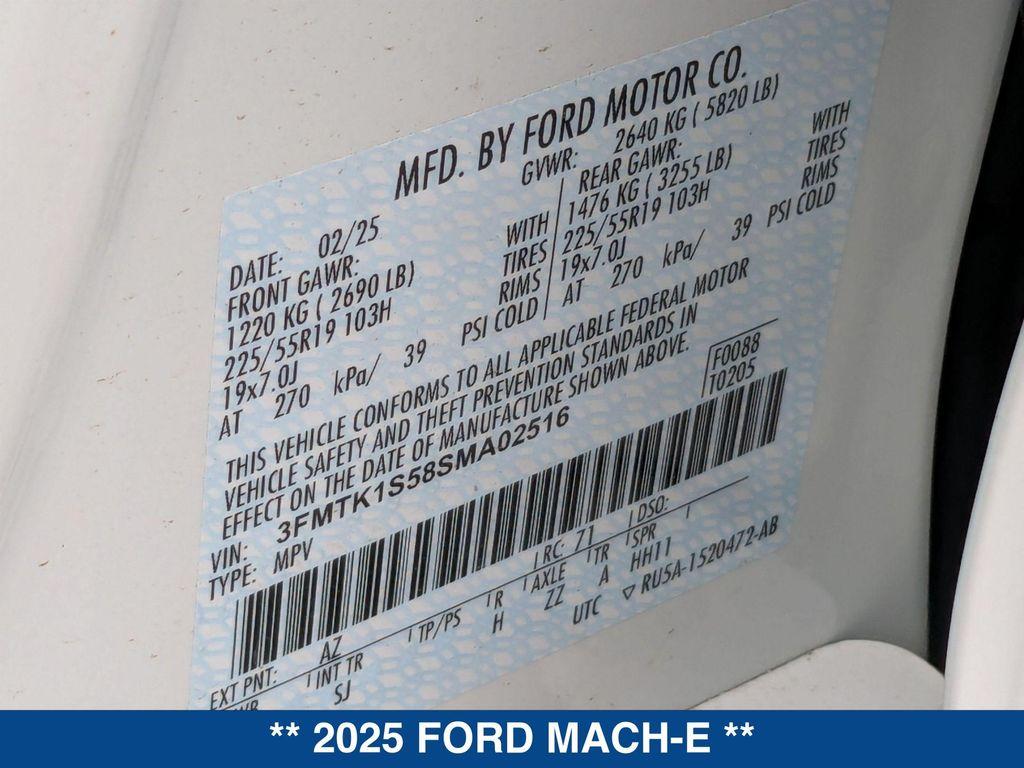 MFD. BY FORD MOTOR CO.
DATE: 02/25 GVWR: 2640 KG ( 5820 LB)
FRONT GAWR: REAR GAWR:
1220 KG ( 2690 LB) WITH 1476 KG ( 3255 LB) WITH
225/55R19 103H TIRES 225/55R19 103H TIRES
19x7.0J RIMS 19x7.0J RIMS
AT 270 kPa/ 39 PSI COLD AT 270 kPa/ 39 PSI COLD
THIS VEHICLE CONFORMS TO ALL APPLICABLE FEDERAL MOTOR
VEHICLE SAFETY AND THEFT PREVENTION STANDARDS IN
EFFECT ON THE DATE OF MANUFACTURE SHOWN ABOVE.
VIN: 3FMTK1S58SMA02516 F0088
TYPE: MPV T0205
EXT PNT: AZ RC: 71 DSO:
WB INT TR TP/PS R AXLE TR SPR
SJ H ZZ A HH11
UTC ▽ RU5A-1520472-AB
** 2025 FORD MACH-E **